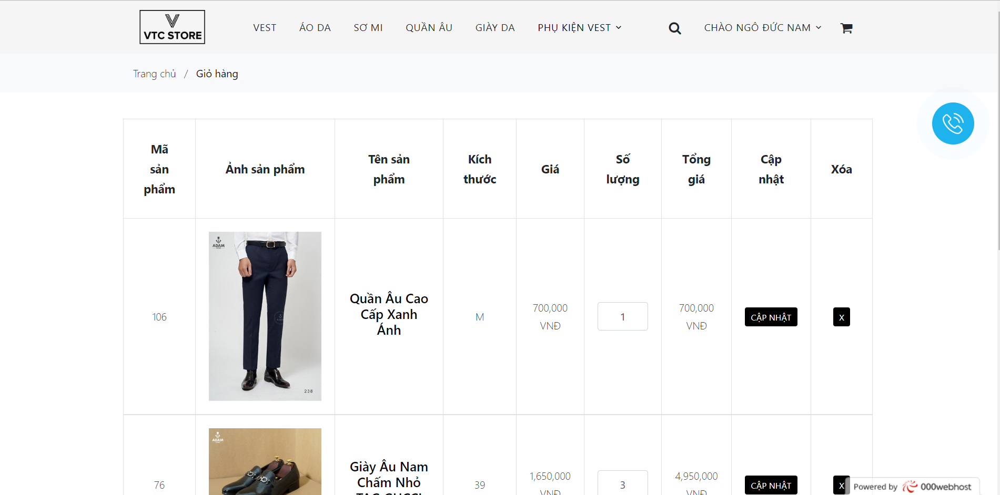 VTC STORE
VEST
ÁO DA
SƠ MI
QUẦN ÂU
GIÀY DA
PHỤ KIỆN VEST
CHÀO NGÔ ĐỨC NAM
Trang chủ / Giỏ hàng
Mã
sản
phẩm
Ảnh sản phẩm
Tên sản
phẩm
Kích
thước
Giá
Số
lượng
Tổng
giá
Cập
nhật
Xóa
106
ADAM
238
Quần Âu Cao
Cấp Xanh
Ánh
M
700,000
VNĐ
1
700,000
VNĐ
CẬP NHẬT
X
76
ADAM
Giày Âu Nam
Chấm Nhỏ
TAG GUCCI
39
1,650,000
VNĐ
3
4,950,000
VNĐ
CẬP NHẬT
X
Powered by 000webhost